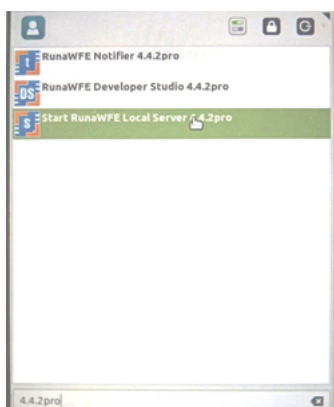 t
RunaWFE Notifier 4.4.2pro
DS
RunaWFE Developer Studio 4.4.2pro
S
Start RunaWFE Local Server 4.4.2pro
4.4.2pro